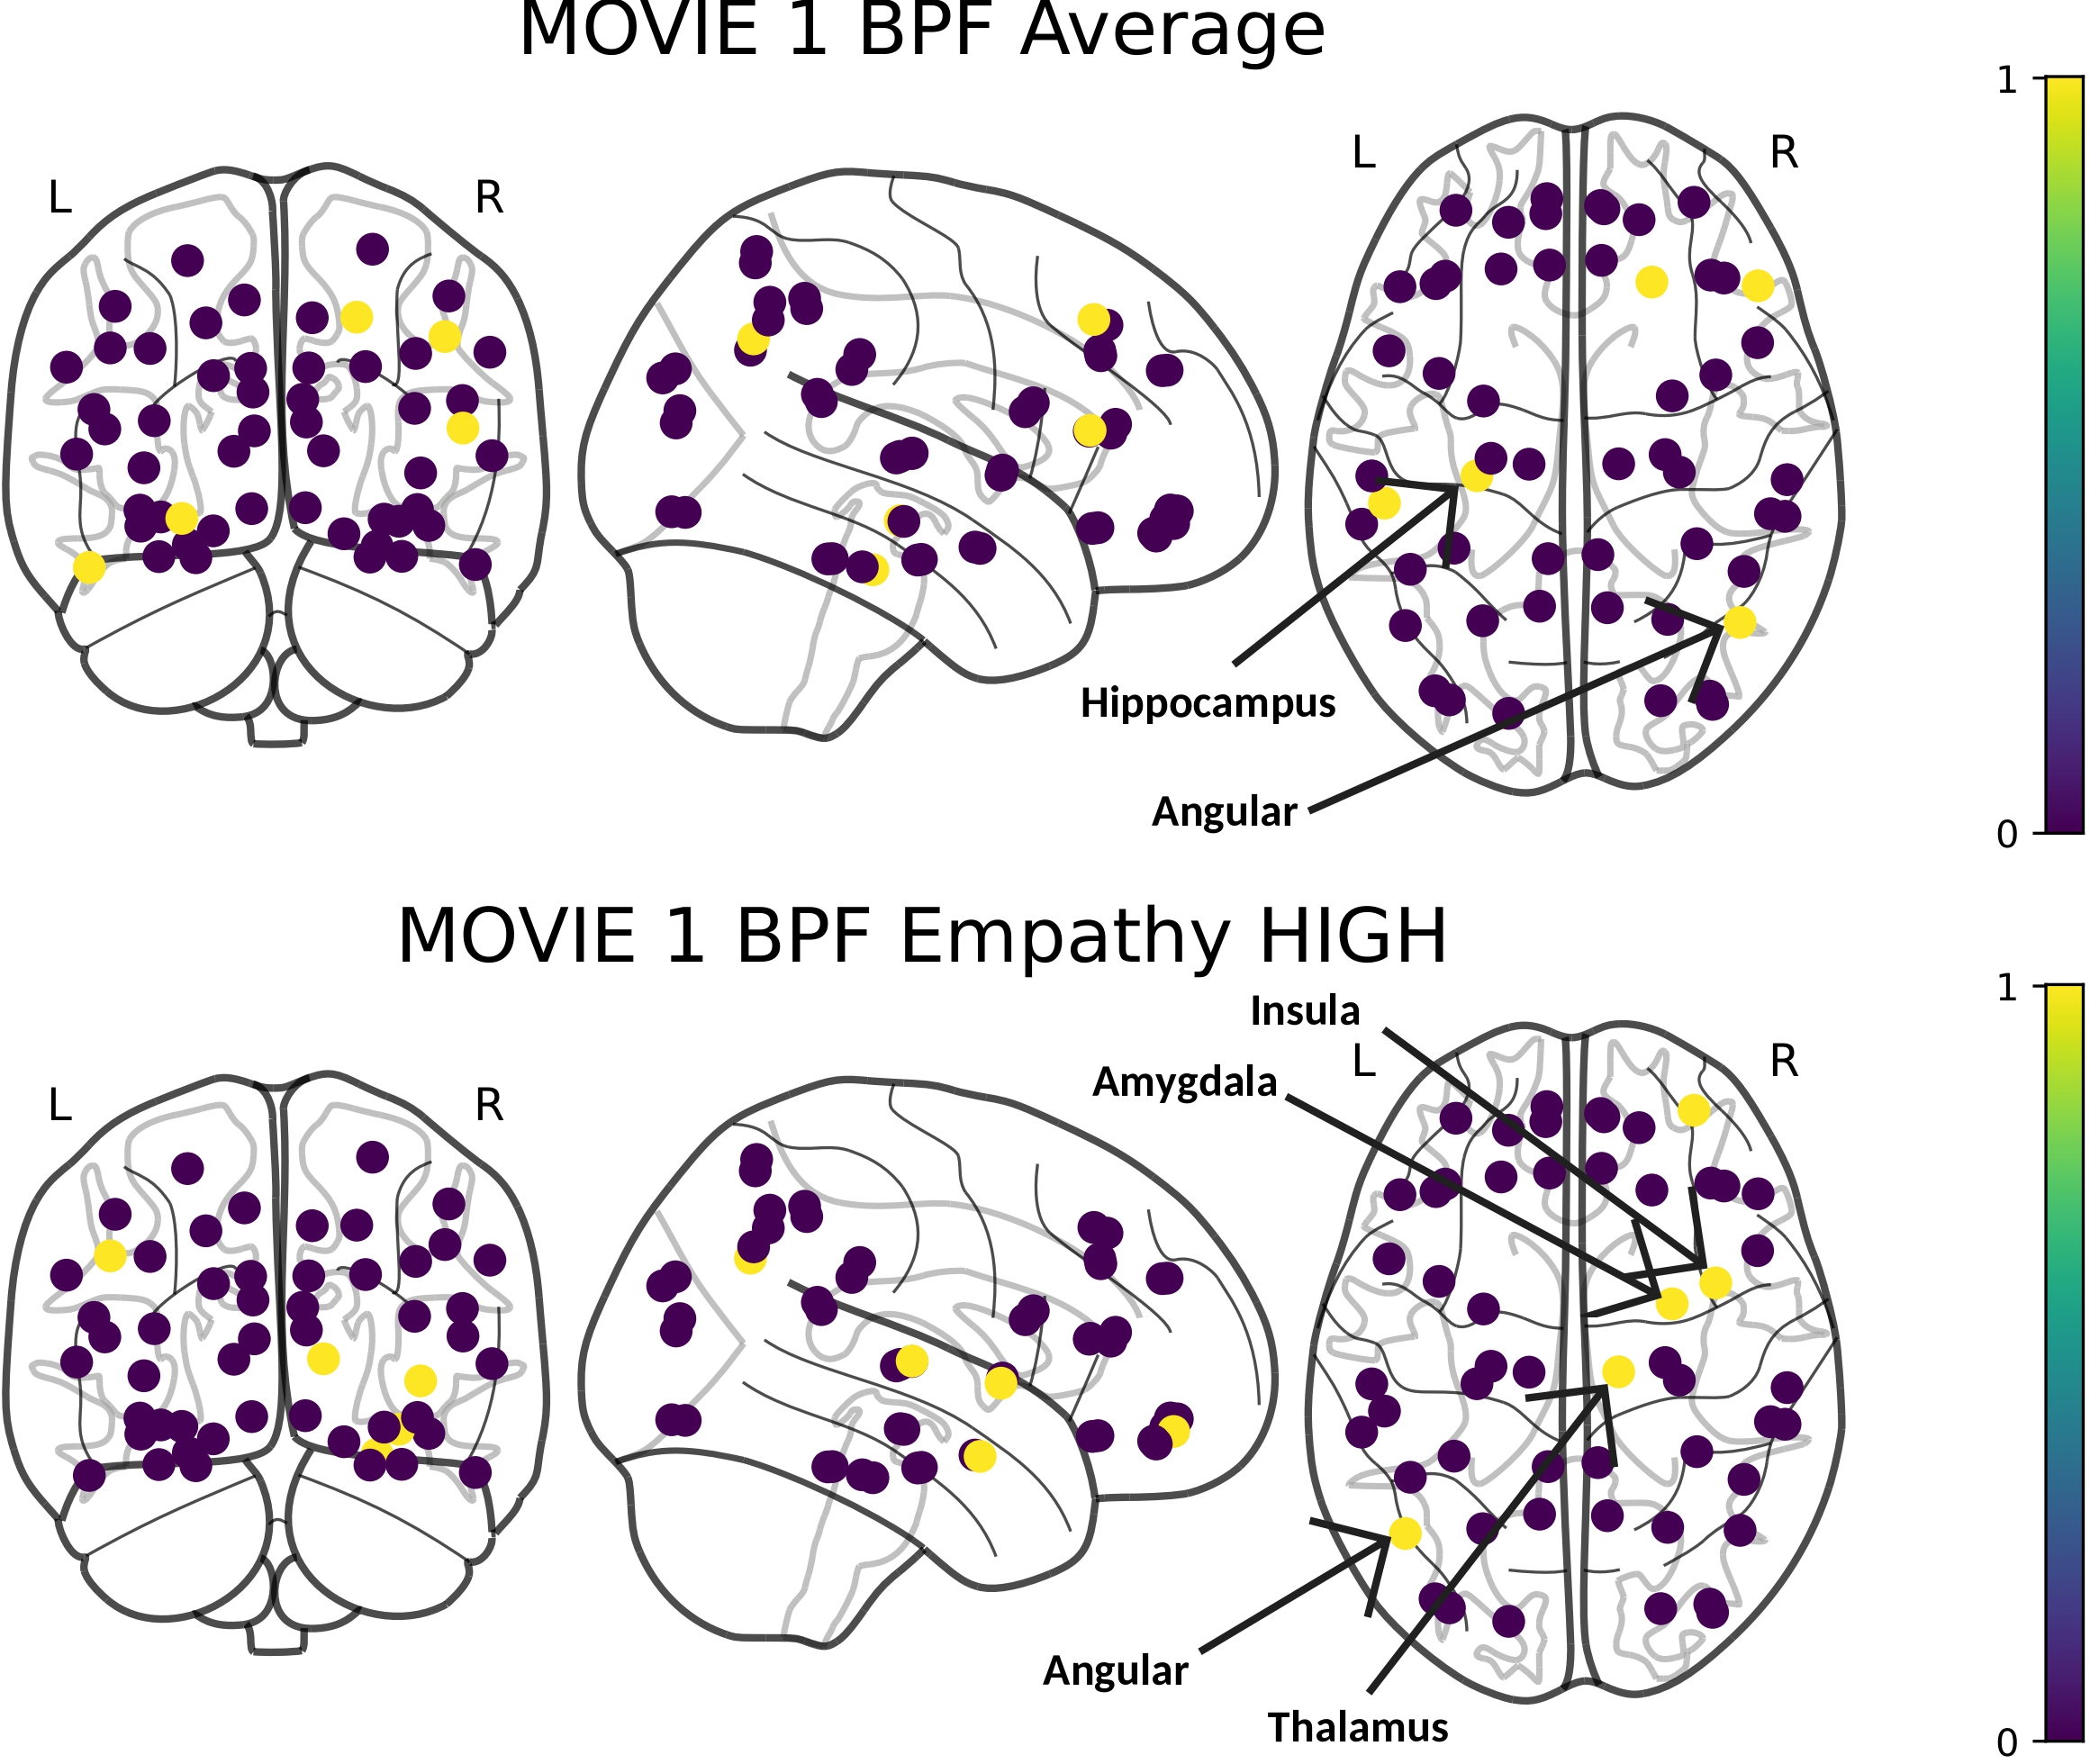 MOVIE 1 BPF Average
1
L
R
L
R
Hippocampus
Angular
0
MOVIE 1 BPF Empathy HIGH
1
Insula
Amygdala
L
R
L
R
Angular
Thalamus
0